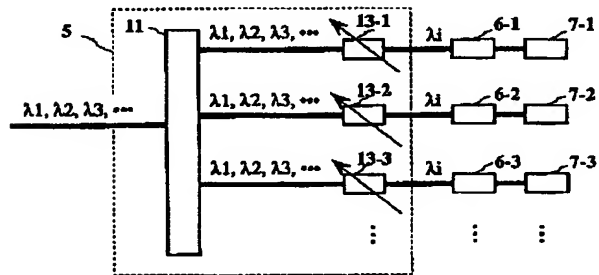 5
11
λ1, λ2, λ3, ···
13-1
λi
6-1
7-1
λ1, λ2, λ3, ···
λ1, λ2, λ3, ···
13-2
λi
6-2
7-2
λ1, λ2, λ3, ···
13-3
λi
6-3
7-3